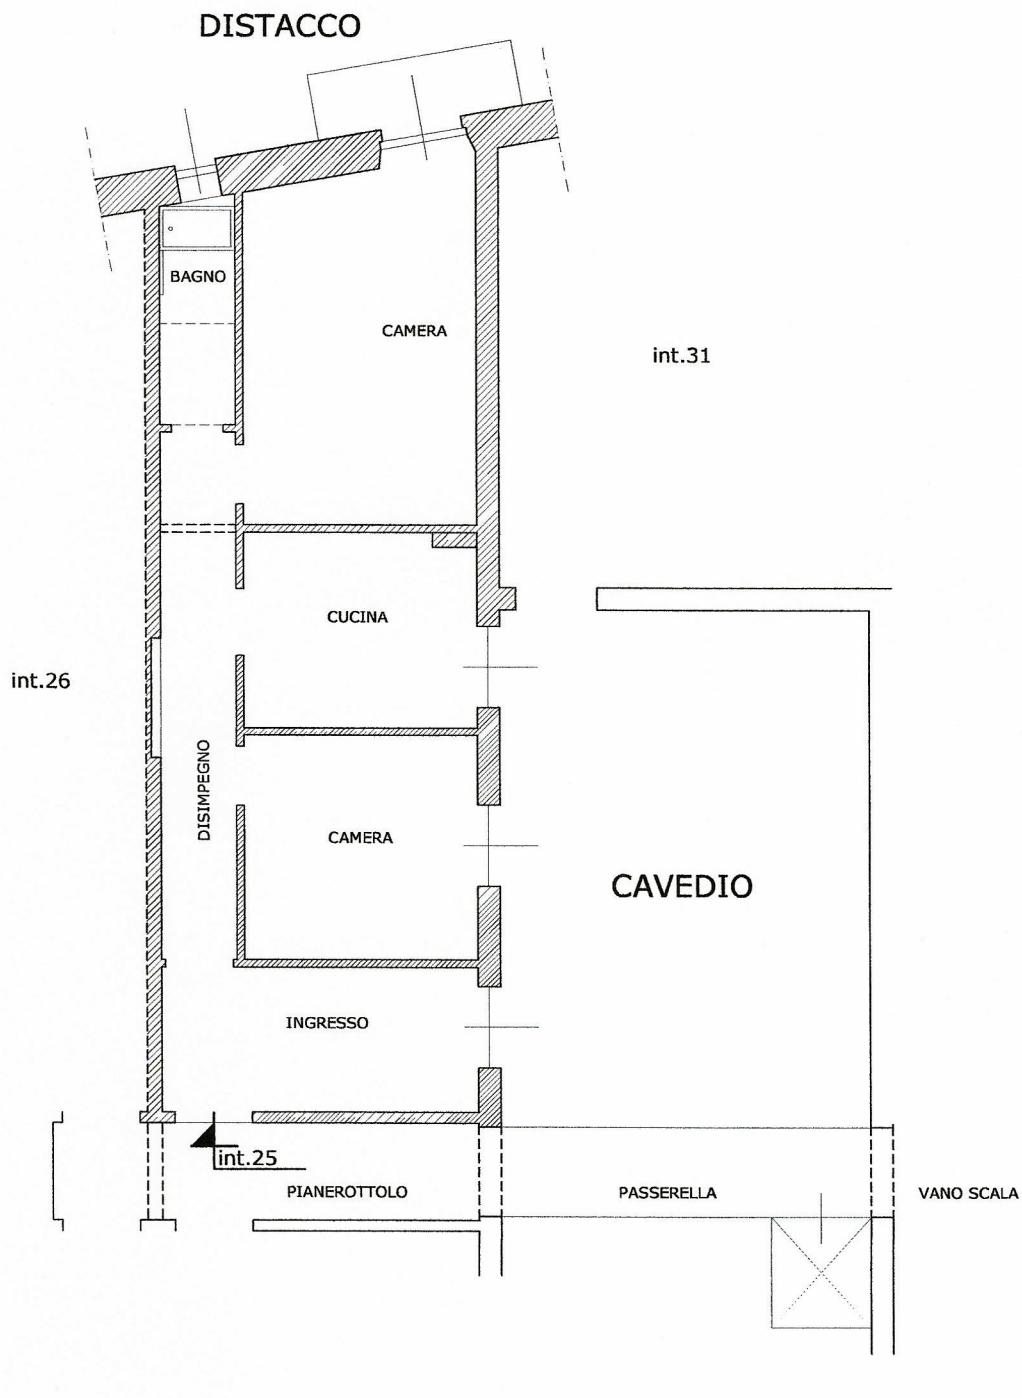 DISTACCO
BAGNO
CAMERA
int.31
CUCINA
int.26
DISIMPEGNO
CAMERA
CAVEDIO
INGRESSO
int.25
PIANEROTTOLO
PASSERELLA
VANO SCALA